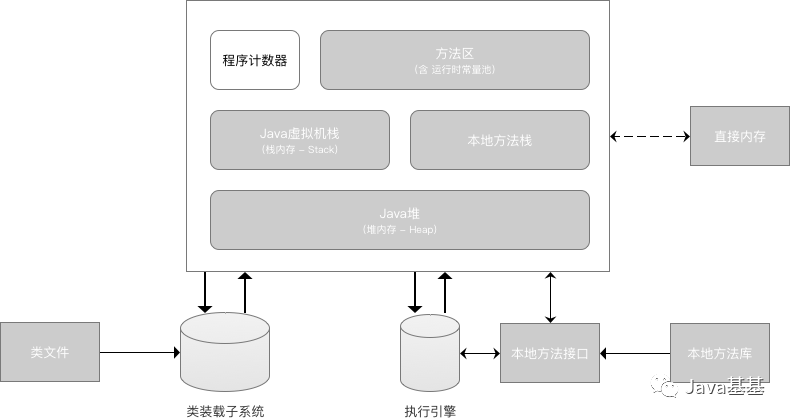 程序计数器
方法区
（含 运行时常量池）
Java虚拟机栈
（栈内存 – Stack）
本地方法栈
直接内存
Java堆
（堆内存 – Heap）
类文件
本地方法接口
本地方法库
Java基基
类装载子系统
执行引擎